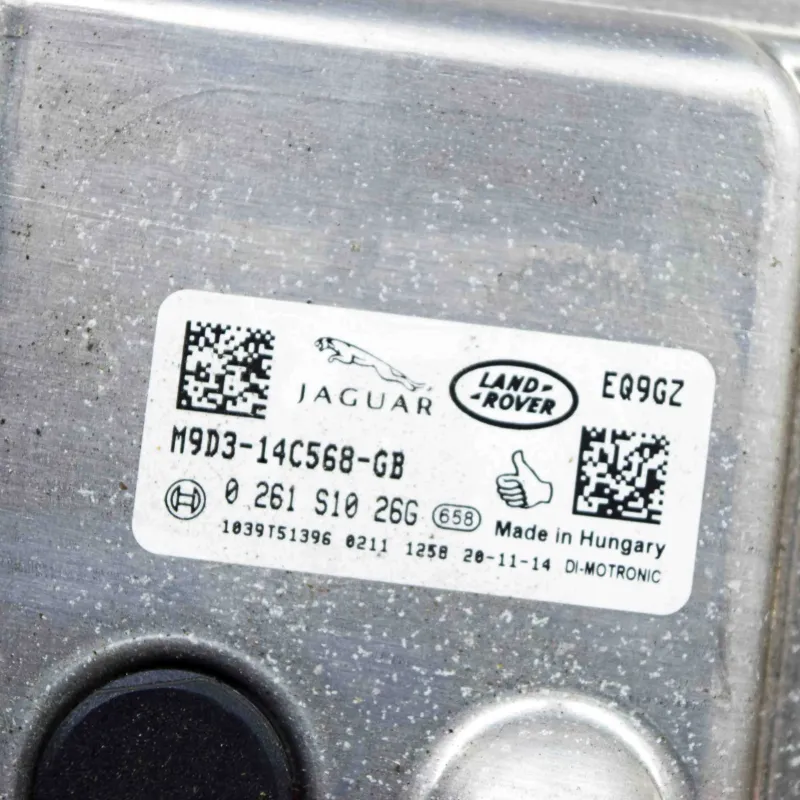 JAGUAR
LAND-
-ROVER
EQ9GZ
M9D3-14C568-GB
0 261 S10 26G 658
Made in Hungary
1039T51396 0211 1258 20-11-14 DI-MOTRONIC